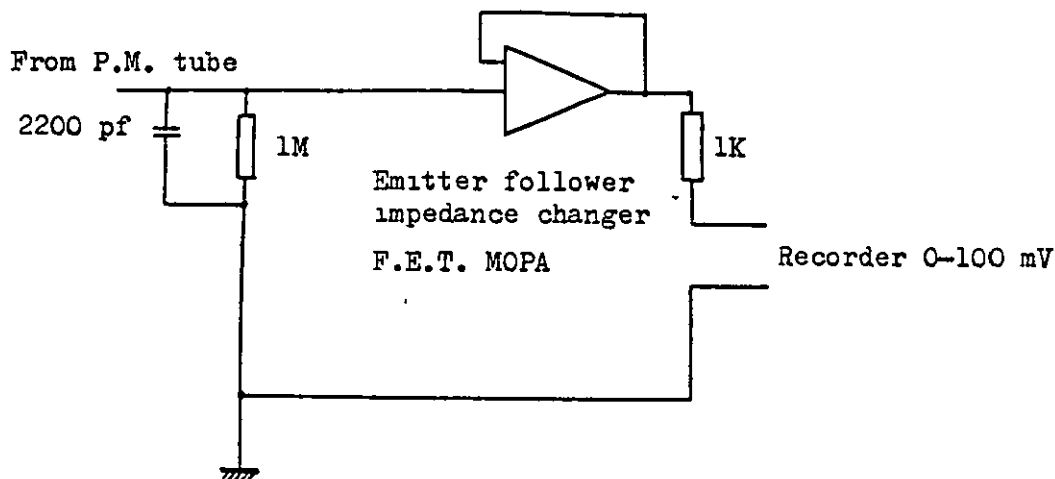 From P.M. tube
2200 pf
1M
1K
Emitter follower
impedance changer
F.E.T. MOPA
Recorder 0-100 mV